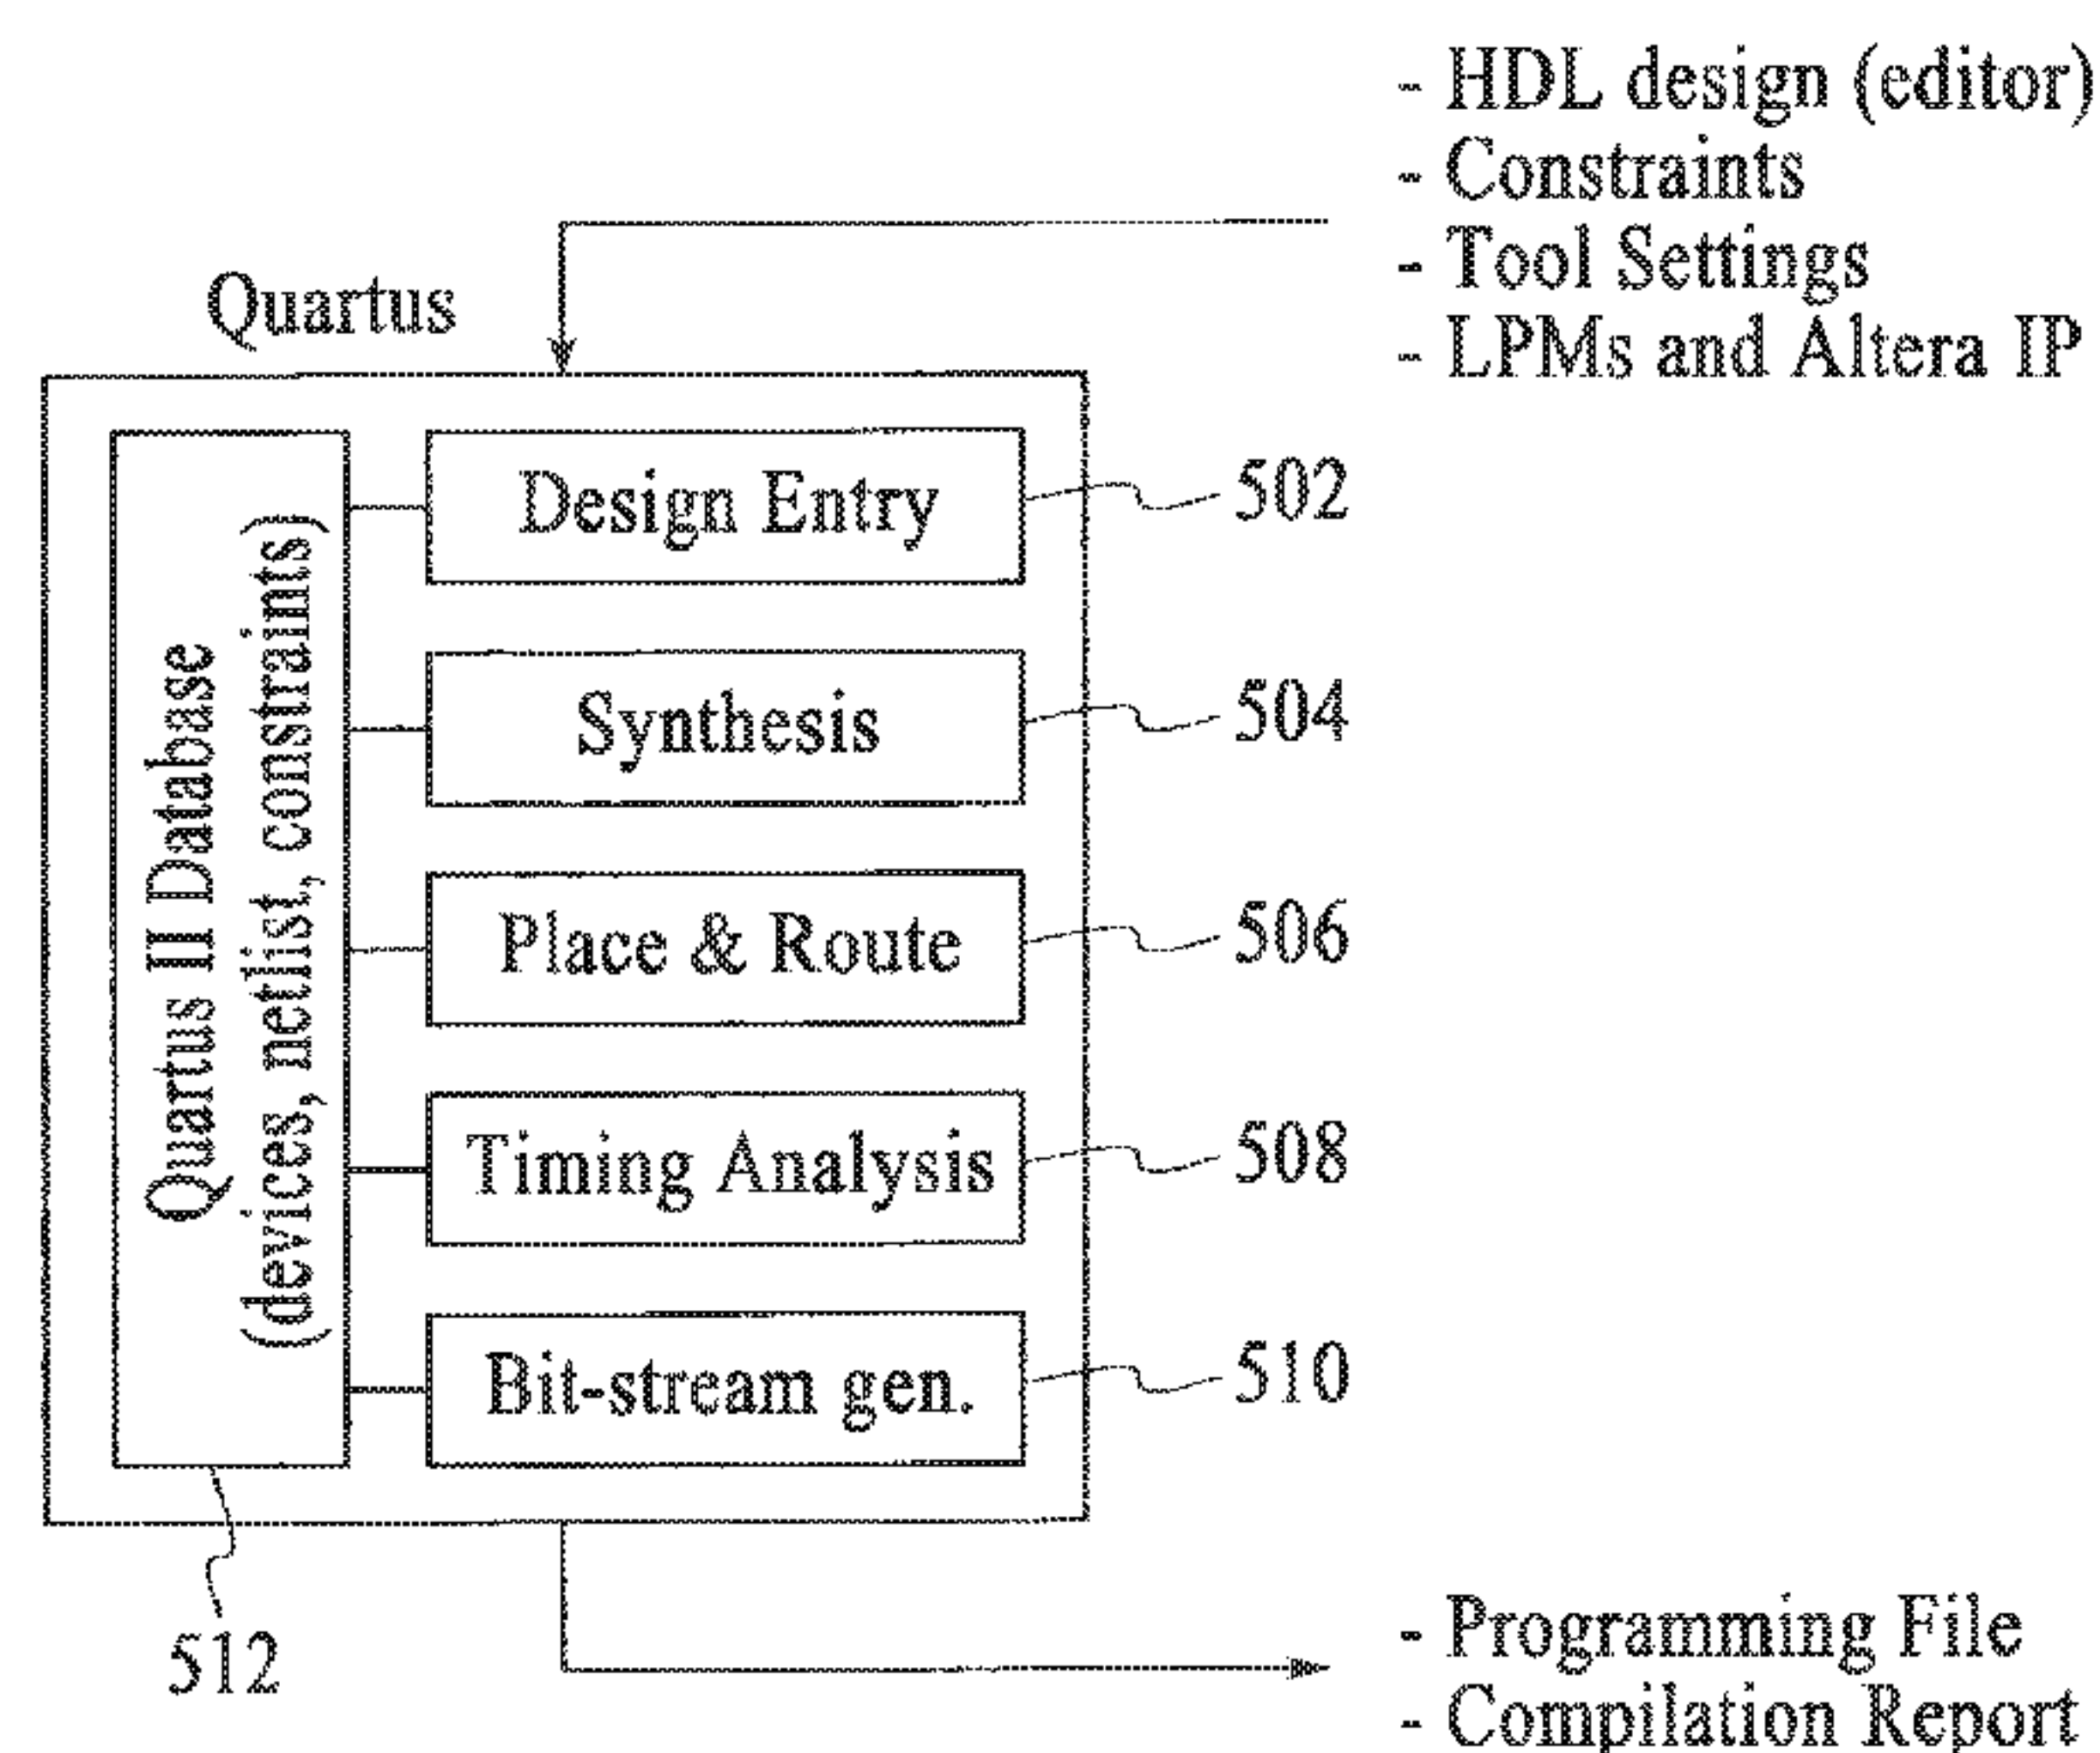 - HDL design (editor)
- Constraints
- Tool Settings
- LPMs and Altera IP
Quartus
Quartus II Database
(devices, netlist, constraints)
Design Entry
502
Synthesis
504
Place & Route
506
Timing Analysis
508
Bit-stream gen.
510
512
- Programming File
- Compilation Report